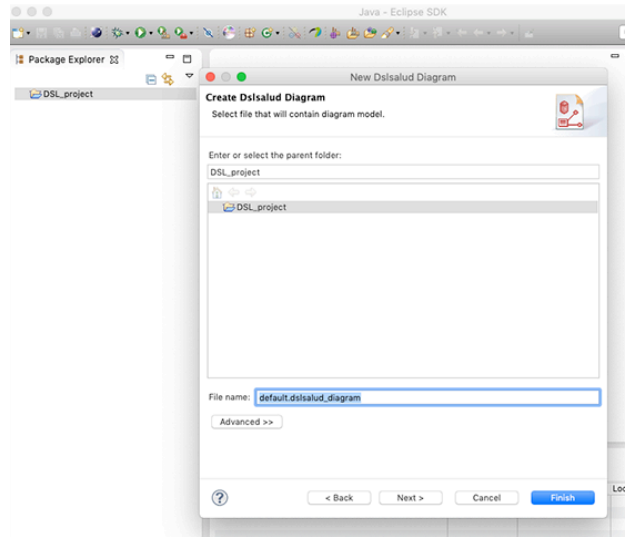 Java - Eclipse SDK
Package Explorer
DSL_project
New Dslsalud Diagram
Create Dslsalud Diagram
Select file that will contain diagram model.
Enter or select the parent folder:
DSL_project
DSL_project
File name: default.dslsalud_diagram
Advanced >>
< Back Next > Cancel Finish
Loc